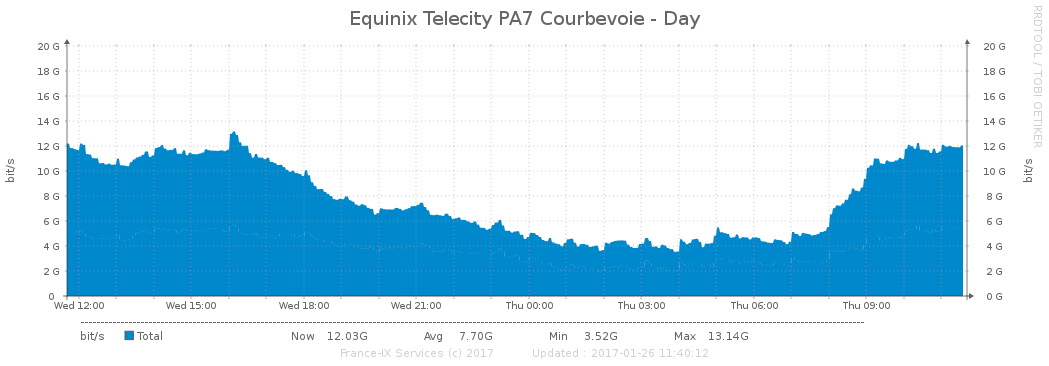 Equinix Telecity PA7 Courbevoie - Day
RRDTOOL / TOBI OETIKER
bit/s
20 G 20 G
18 G 18 G
16 G 16 G
14 G 14 G
12 G 12 G
10 G 10 G
8 G 8 G
6 G 6 G
4 G 4 G
2 G 2 G
0 0 G
bit/s
Wed 12:00 Wed 15:00 Wed 18:00 Wed 21:00 Thu 00:00 Thu 03:00 Thu 06:00 Thu 09:00
bit/s Total Now 12.03G Avg 7.70G Min 3.52G Max 13.14G
France-IX Services (c) 2017 Updated : 2017-01-26 11:40:12